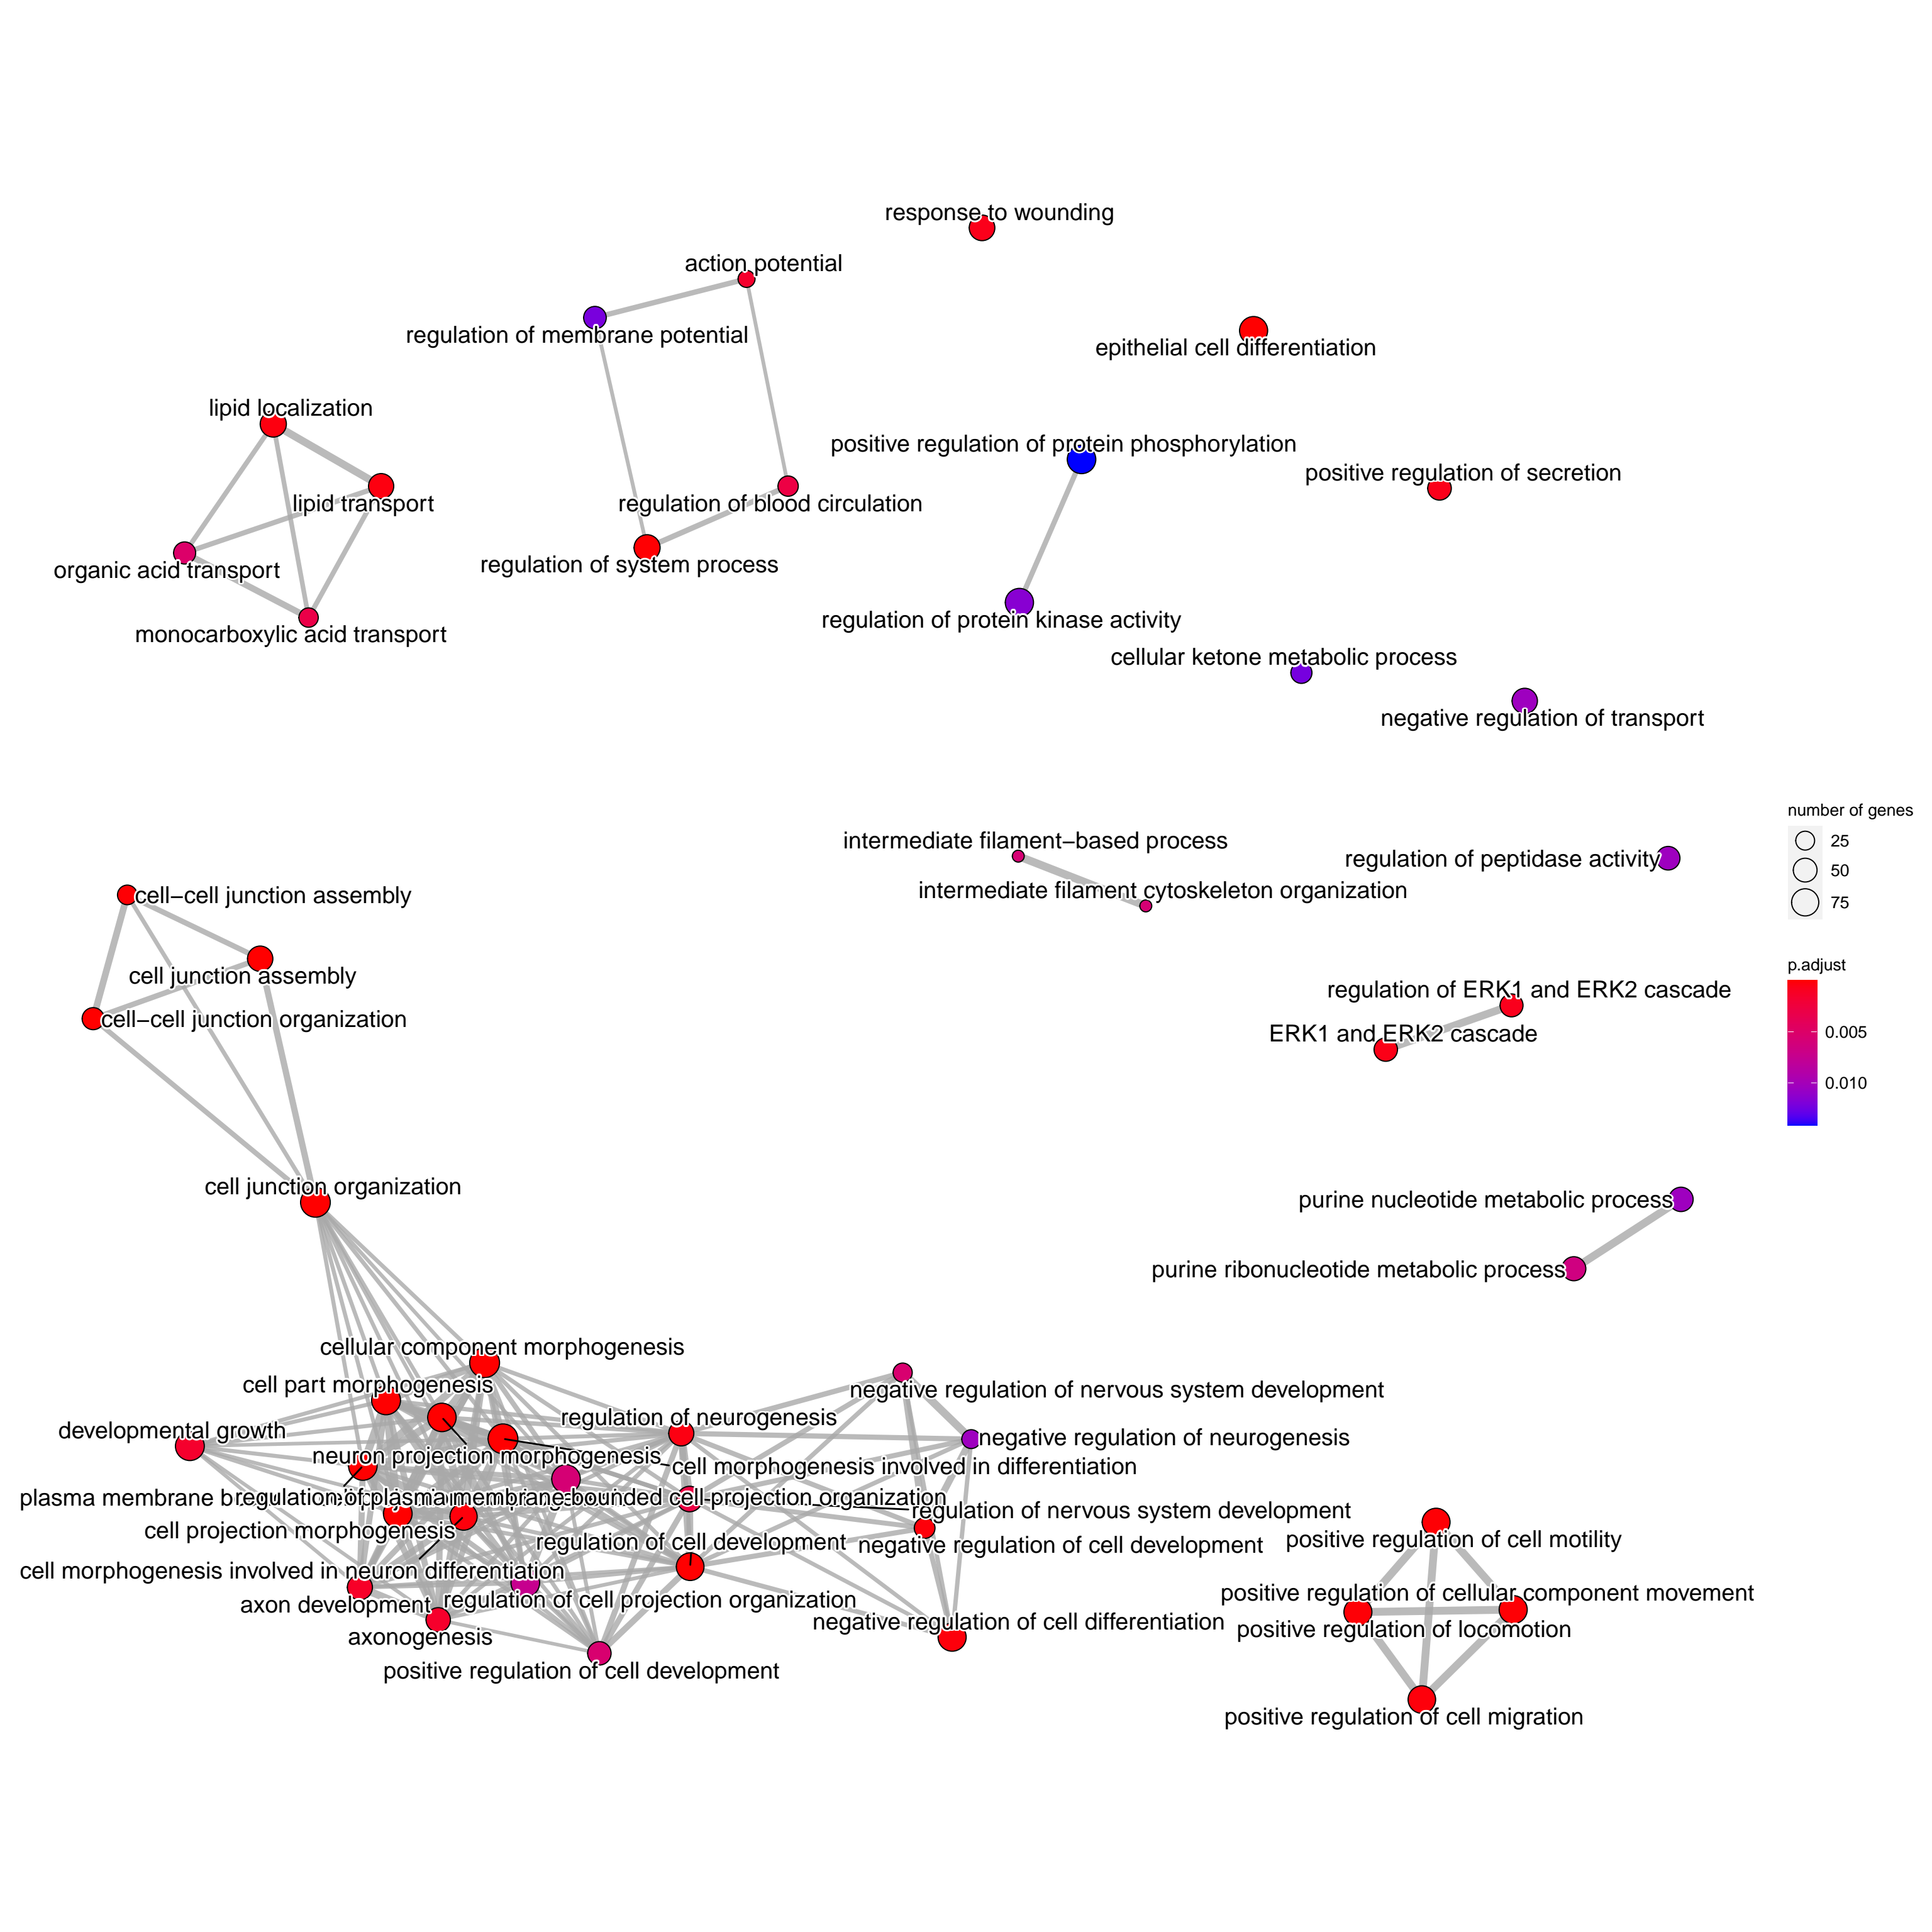 response to wounding
action potential
regulation of membrane potential
epithelial cell differentiation
lipid localization
positive regulation of protein phosphorylation
positive regulation of secretion
lipid transport
regulation of blood circulation
organic acid transport
regulation of system process
regulation of protein kinase activity
monocarboxylic acid transport
cellular ketone metabolic process
negative regulation of transport
number of genes
25
50
75
intermediate filament−based process
regulation of peptidase activity
intermediate filament cytoskeleton organization
cell−cell junction assembly
cell junction assembly
p.adjust
0.005
0.010
regulation of ERK1 and ERK2 cascade
cell−cell junction organization
ERK1 and ERK2 cascade
cell junction organization
purine nucleotide metabolic process
purine ribonucleotide metabolic process
cellular component morphogenesis
cell part morphogenesis
negative regulation of nervous system development
regulation of neurogenesis
developmental growth
negative regulation of neurogenesis
neuron projection morphogenesis
cell morphogenesis involved in differentiation
plasma membrane
regulation of plasma membrane bounded cell projection organization
regulation of nervous system development
cell projection morphogenesis
regulation of cell development
negative regulation of cell development
positive regulation of cell motility
cell morphogenesis involved in neuron differentiation
positive regulation of cellular component movement
axon development
regulation of cell projection organization
negative regulation of cell differentiation
positive regulation of locomotion
axonogenesis
positive regulation of cell development
positive regulation of cell migration